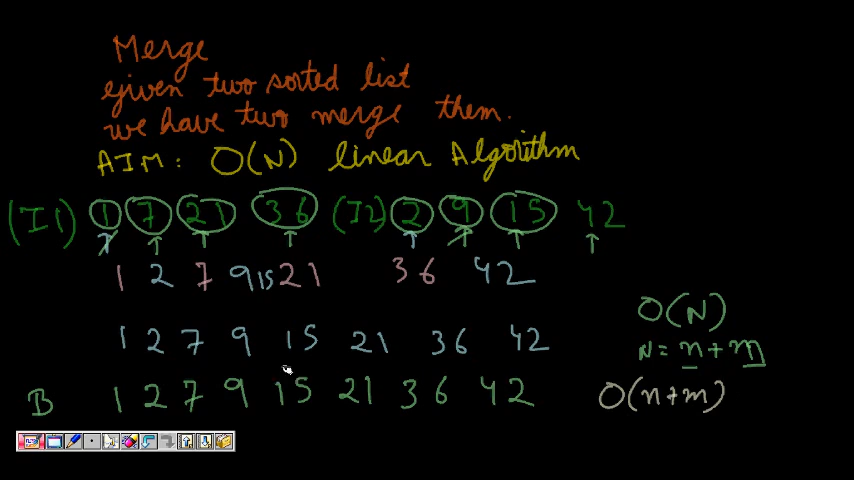 Merge
given two sorted list
we have two merge them.
AIM: O(N) linear Algorithm
(I1) 1 7 21 36 (I2) 2 9 15 42
1 2 7 9 15 21 36 42
O(N)
1 2 7 9 15 21 36 42
N = n + m
B 1 2 7 9 15 21 36 42
O(n+m)